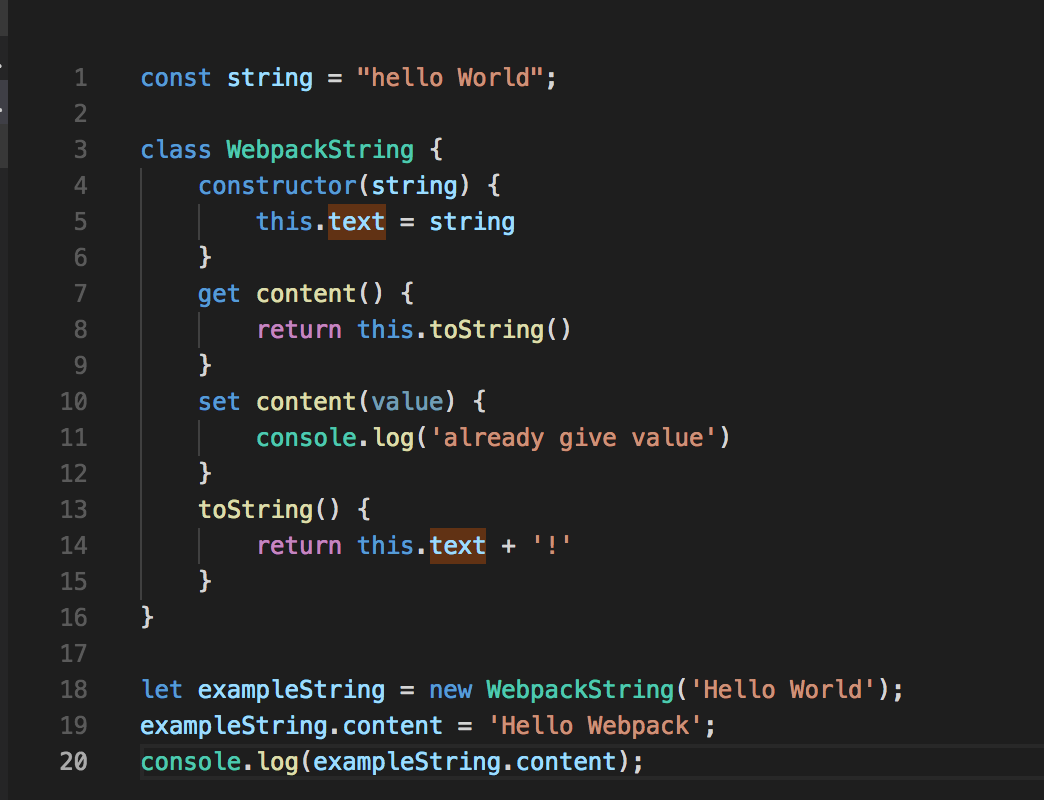 1 const string = "hello World";
2
3 class WebpackString {
4 constructor(string) {
5 this.text = string
6 }
7 get content() {
8 return this.toString()
9 }
10 set content(value) {
11 console.log('already give value')
12 }
13 toString() {
14 return this.text + '!'
15 }
16 }
17
18 let exampleString = new WebpackString('Hello World');
19 exampleString.content = 'Hello Webpack';
20 console.log(exampleString.content);